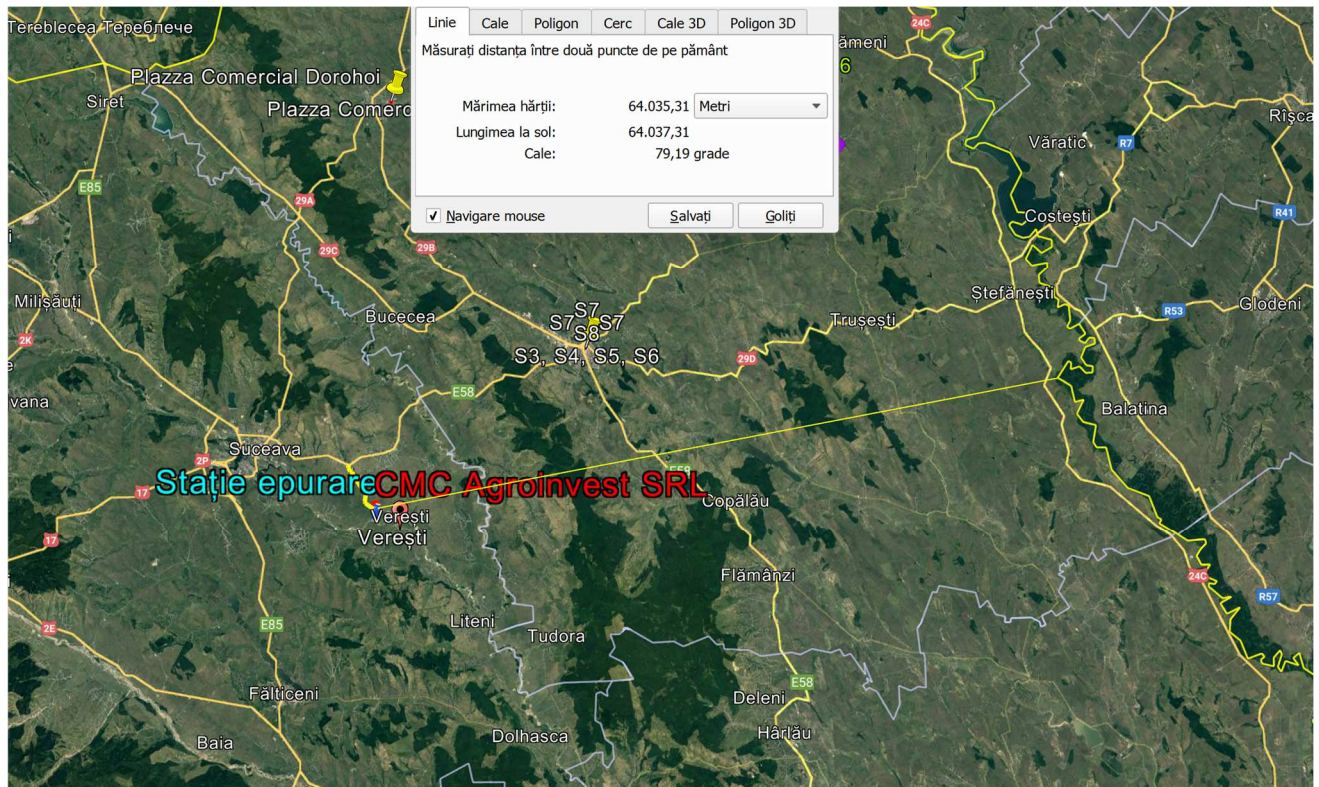 Linie
Cale
Poligon
Cerc
Cale 3D
Poligon 3D
Măsurați distanța între două puncte de pe pământ
Mărimea hărții: 64.035,31 Metri
Lungimea la sol: 64.037,31
Cale: 79,19 grade
Navigare mouse
Salvați
Goliți
Tereblecea Тереблече
24C
ămeni
6
Plazza Comercial Dorohoi
Siret
Plazza Comerc
Rîșca
Văratic
R7
E85
29A
Costești
R41
29C
29B
Ștefănești
Milișăuți
Bucecea
S7
S7
S7
S8
Trușești
R53
Glodeni
2K
S3, S4, S5, S6
29D
E58
vana
Balatina
Suceava
2P
E58
17
Stație epurare
CMC Agroinvest SRL
Copălău
Verești
Verești
17
Flămânzi
24C
R57
Liteni
E85
2E
Tudora
E58
Fălticeni
Deleni
Dolhasca
Hârlău
Baia